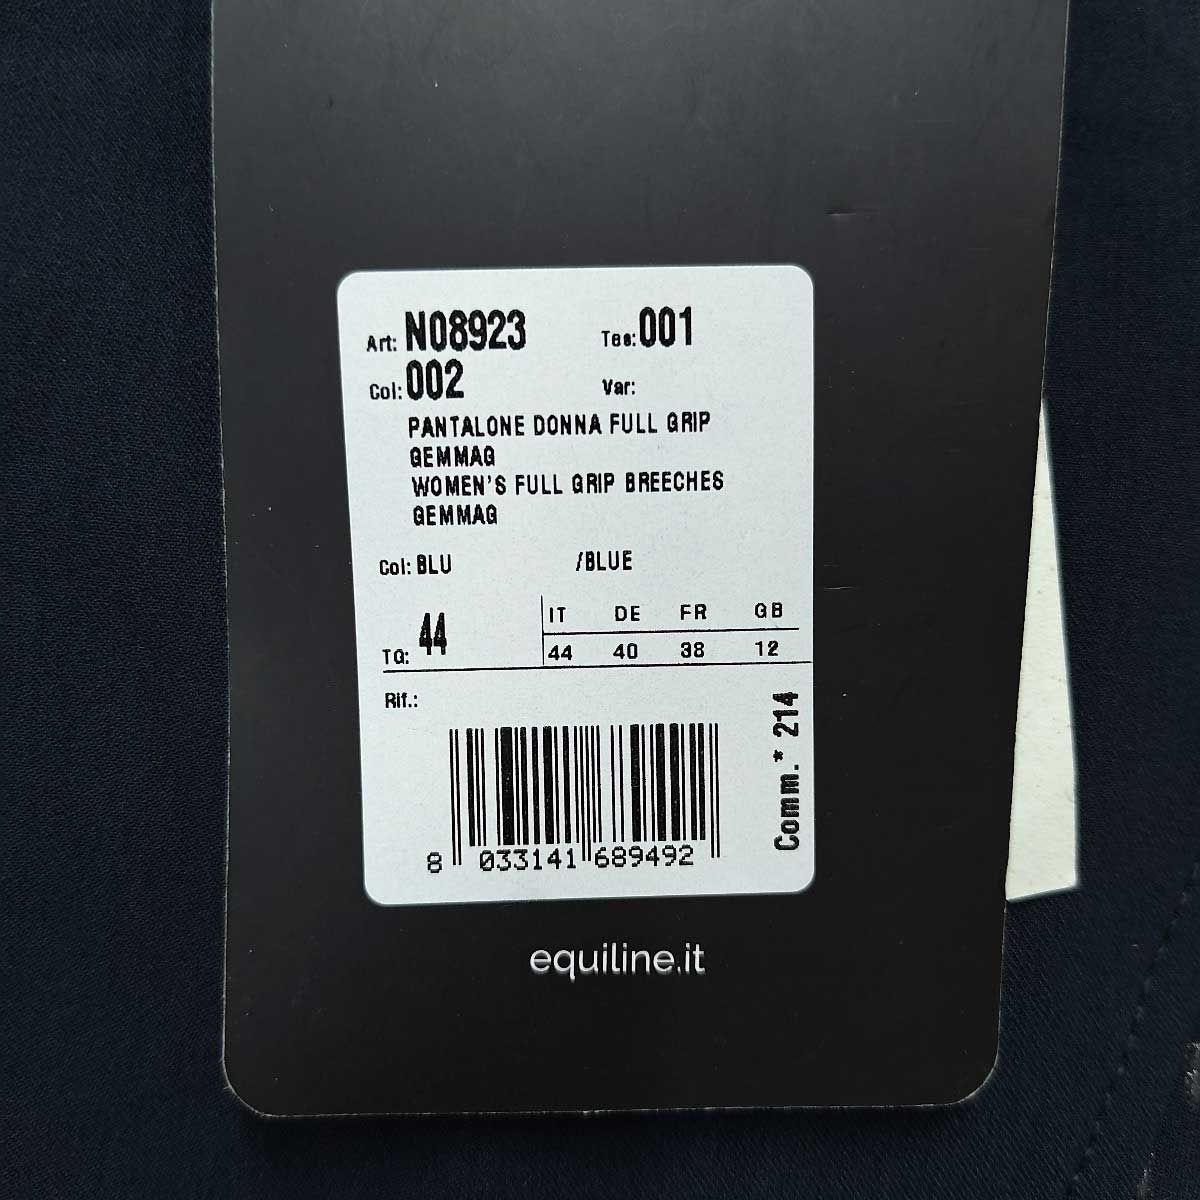 Art: N08923 Tes: 001
Col: 002 Var:
PANTALONE DONNA FULL GRIP
GEMMAG
WOMEN'S FULL GRIP BREECHES
GEMMAG
Col: BLU /BLUE
IT DE FR GB
TG: 44 44 40 38 12
Rif.:
Comm.* 214
8 033141 689492
equiline.it